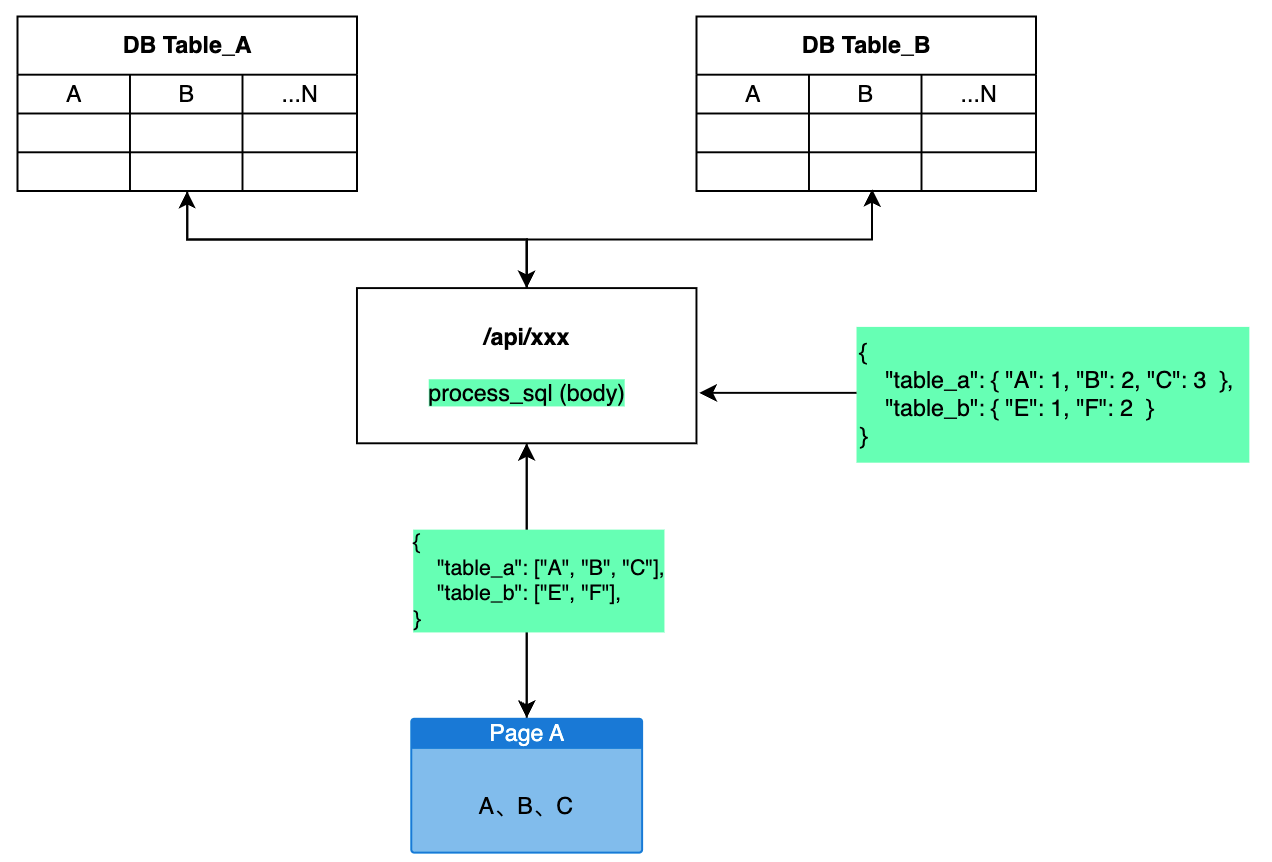 DB Table_A
DB Table_B
A B ...N
A B ...N
/api/xxx
process_sql (body)
{
"table_a": { "A": 1, "B": 2, "C": 3  },
"table_b": { "E": 1, "F": 2  }
}
{
"table_a": ["A", "B", "C"],
"table_b": ["E", "F"],
}
Page A
A、B、C